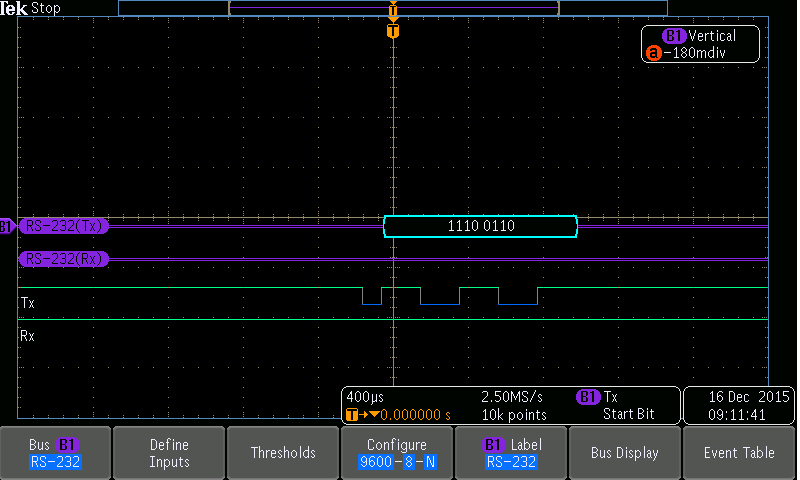 Tek Stop
U
T
B1 Vertical
a -180mdiv
B1 RS-232(Tx) 1110 0110
RS-232(Rx)
Tx
Rx
400µs 2.50MS/s B1 Tx 16 Dec 2015
T→▼0.000000 s 10k points Start Bit 09:11:41
Bus B1 Define Thresholds Configure B1 Label Bus Display Event Table
RS-232 Inputs 9600-8-N RS-232